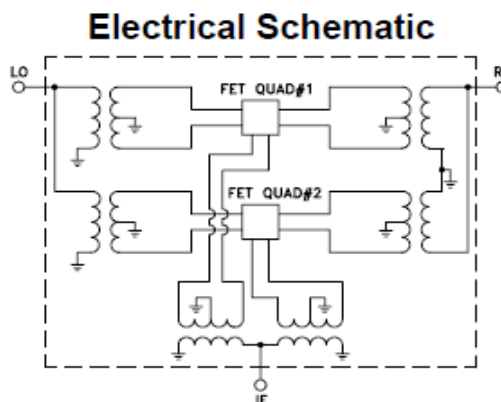 Electrical Schematic
LO
R
FET QUAD#1
FET QUAD#2
IF